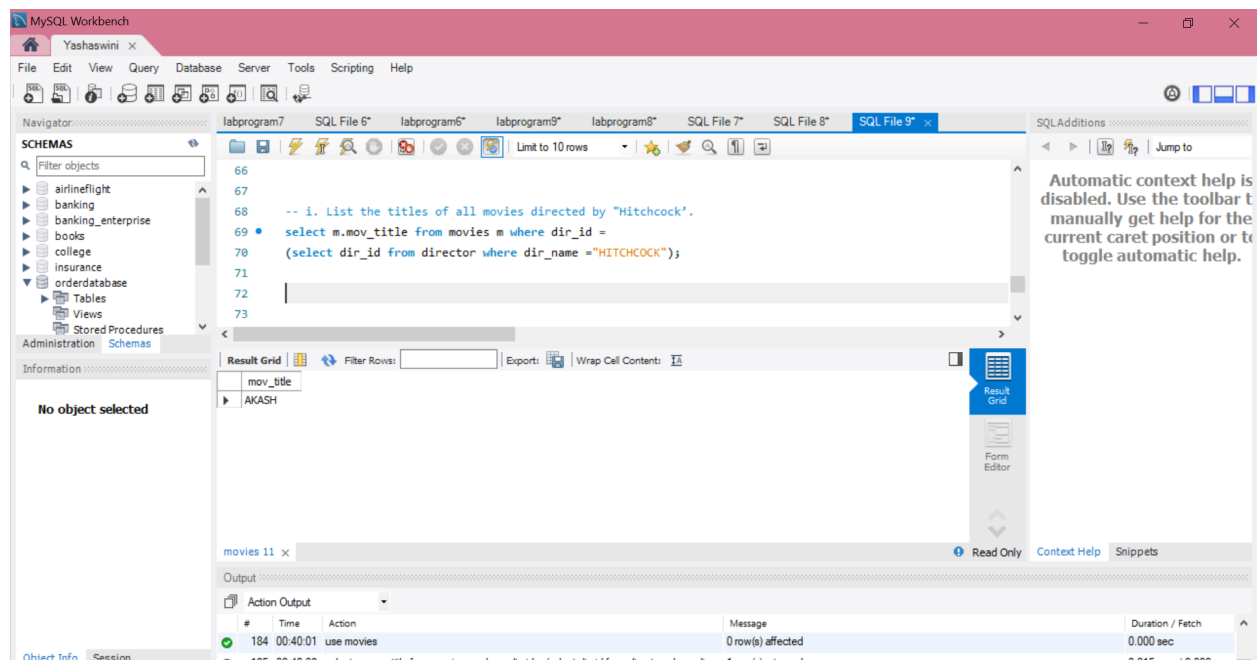 MySQL Workbench
Yashaswini
File Edit View Query Database Server Tools Scripting Help
Navigator
SCHEMAS
Filter objects
airlineflight
banking
banking_enterprise
books
college
insurance
orderdatabase
Tables
Views
Stored Procedures
Administration Schemas
Information
No object selected
Object Info Session
labprogram7 SQL File 6* labprogram6* labprogram9* labprogram8* SQL File 7* SQL File 8* SQL File 9*
Limit to 10 rows
66
67
68 -- i. List the titles of all movies directed by "Hitchcock’.
69 select m.mov_title from movies m where dir_id =
70 (select dir_id from director where dir_name ="HITCHCOCK");
71
72
73
Result Grid Filter Rows: Export: Wrap Cell Content:
mov_title
AKASH
Result
Grid
Form
Editor
movies 11 Read Only
Output
Action Output
# Time Action Message Duration / Fetch
184 00:40:01 use movies 0 row(s) affected 0.000 sec
SQLAdditions
Jump to
Automatic context help is
disabled. Use the toolbar t
manually get help for the
current caret position or to
toggle automatic help.
Context Help Snippets